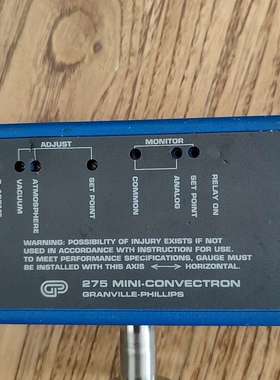 ADJUST
MONITOR
VACUUM
ATMOSPHERE
SET POINT
COMMON
ANALOG
SET POINT
RELAY ON
WARNING: POSSIBILITY OF INJURY EXISTS IF NOT
USED IN ACCORDANCE WITH INSTRUCTION FOR USE.
TO MEET PERFORMANCE SPECIFICATIONS, GAUGE MUST
BE INSTALLED WITH THIS AXIS ⟷ HORIZONTAL.
GP
275 MINI-CONVECTRON
GRANVILLE-PHILLIPS